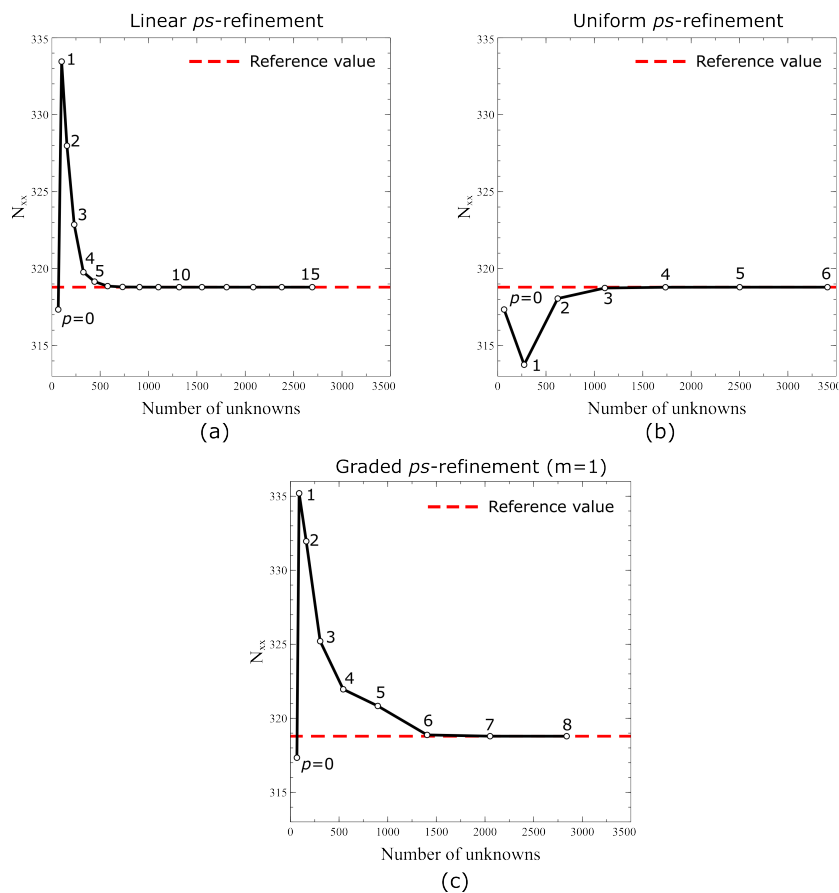 Linear ps-refinement
335
330
325
320
315
Nxx
1
2
3
4
5
10
15
p=0
Reference value
0 500 1000 1500 2000 2500 3000 3500
Number of unknowns
(a)
Uniform ps-refinement
335
330
325
320
315
Nxx
p=0
1
2
3
4
5
6
Reference value
0 500 1000 1500 2000 2500 3000 3500
Number of unknowns
(b)
Graded ps-refinement (m=1)
335
330
325
320
315
Nxx
1
2
3
4
5
6
7
8
p=0
Reference value
0 500 1000 1500 2000 2500 3000 3500
Number of unknowns
(c)